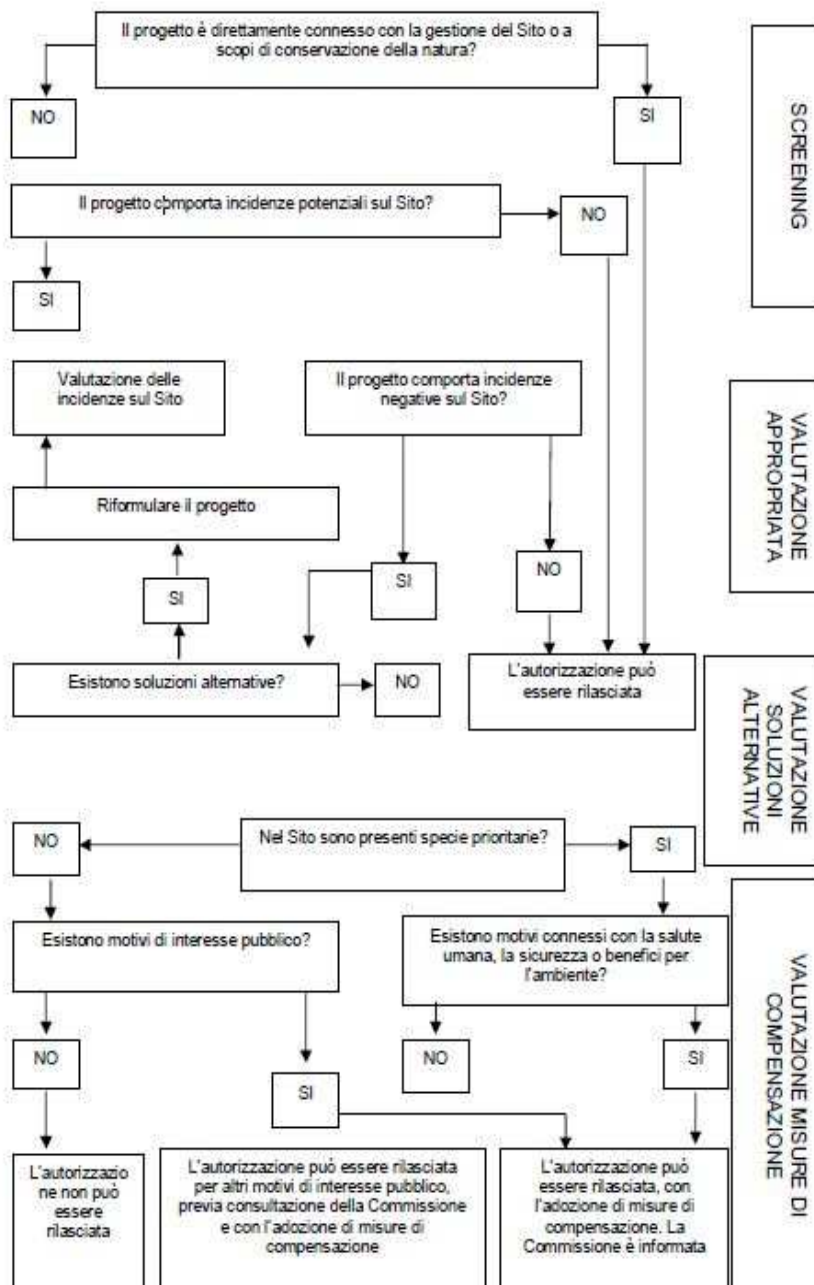 Il progetto è direttamente connesso con la gestione del Sito o a
scopi di conservazione della natura?
NO
SI
SCREENING
Il progetto comporta incidenze potenziali sul Sito?
NO
SI
Valutazione delle
incidenze sul Sito
Il progetto comporta incidenze
negative sul Sito?
VALUTAZIONE
APPROPRIATA
Riformulare il progetto
SI
SI
NO
Esistono soluzioni alternative?
NO
L'autorizzazione può
essere rilasciata
VALUTAZIONE
SOLUZIONI
ALTERNATIVE
NO
Nel Sito sono presenti specie prioritarie?
SI
Esistono motivi di interesse pubblico?
Esistono motivi connessi con la salute
umana, la sicurezza o benefici per
l'ambiente?
VALUTAZIONE MISURE DI
COMPENSAZIONE
NO
SI
NO
SI
L'autorizzazio
ne non può
essere
rilasciata
L'autorizzazione può essere rilasciata
per altri motivi di interesse pubblico,
previa consultazione della Commissione
e con l'adozione di misure di
compensazione
L'autorizzazione può
essere rilasciata, con
l'adozione di misure di
compensazione. La
Commissione è informata